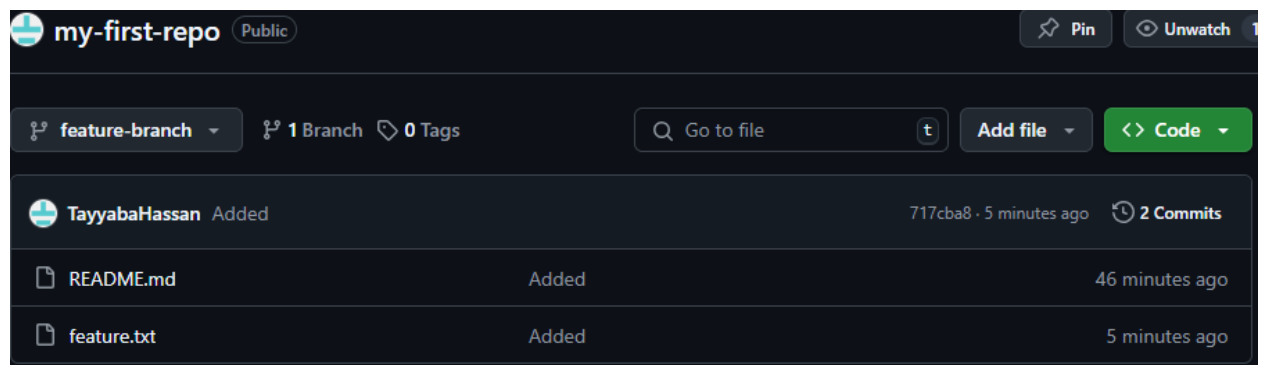 my-first-repo Public Pin Unwatch 1
feature-branch 1 Branch 0 Tags Go to file t Add file Code
TayyabaHassan Added 717cba8 · 5 minutes ago 2 Commits
README.md Added 46 minutes ago
feature.txt Added 5 minutes ago